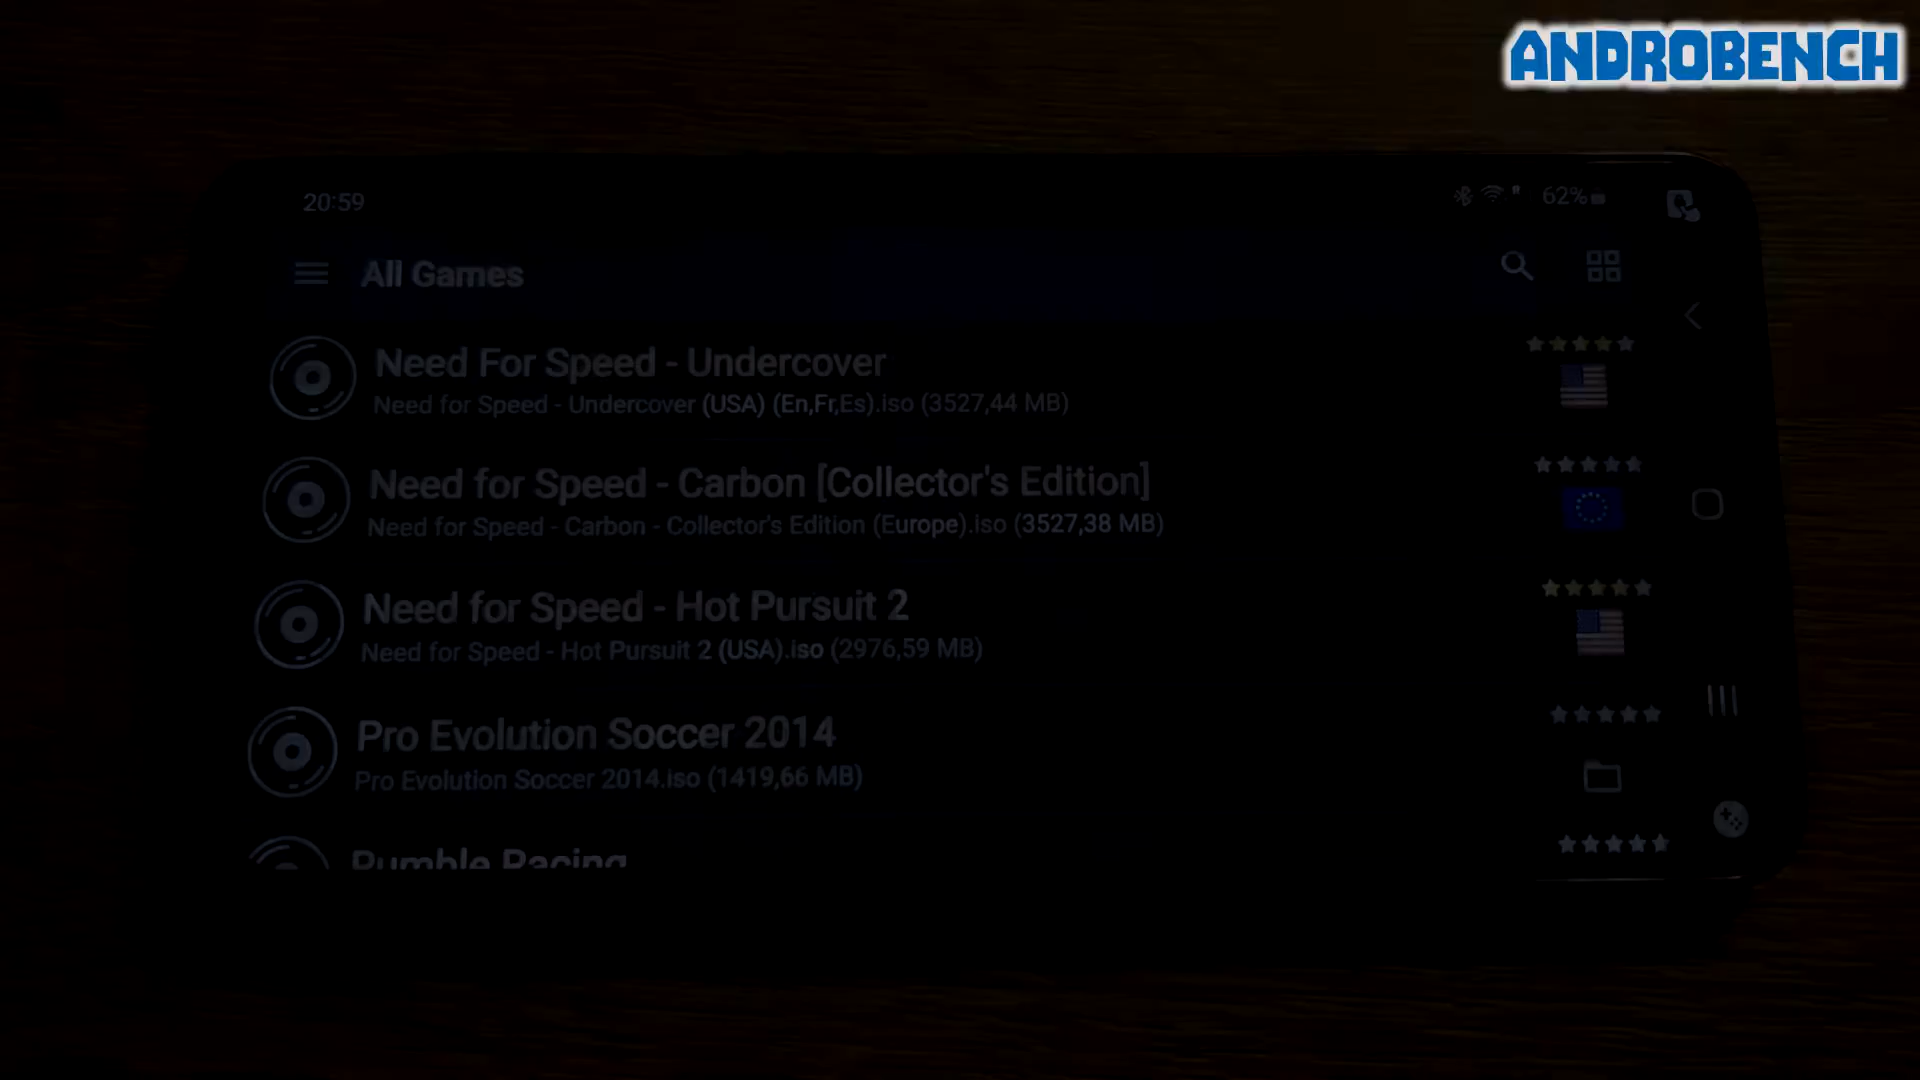 ANDROBENCH
20:59
62%
All Games
Need For Speed - Undercover
Need for Speed - Undercover (USA) (En,Fr,Es).iso (3527,44 MB)
Need for Speed - Carbon [Collector's Edition]
Need for Speed - Carbon - Collector's Edition (Europe).iso (3527,38 MB)
Need for Speed - Hot Pursuit 2
Need for Speed - Hot Pursuit 2 (USA).iso (2976,59 MB)
Pro Evolution Soccer 2014
Pro Evolution Soccer 2014.iso (1419,66 MB)
Rumble Racing